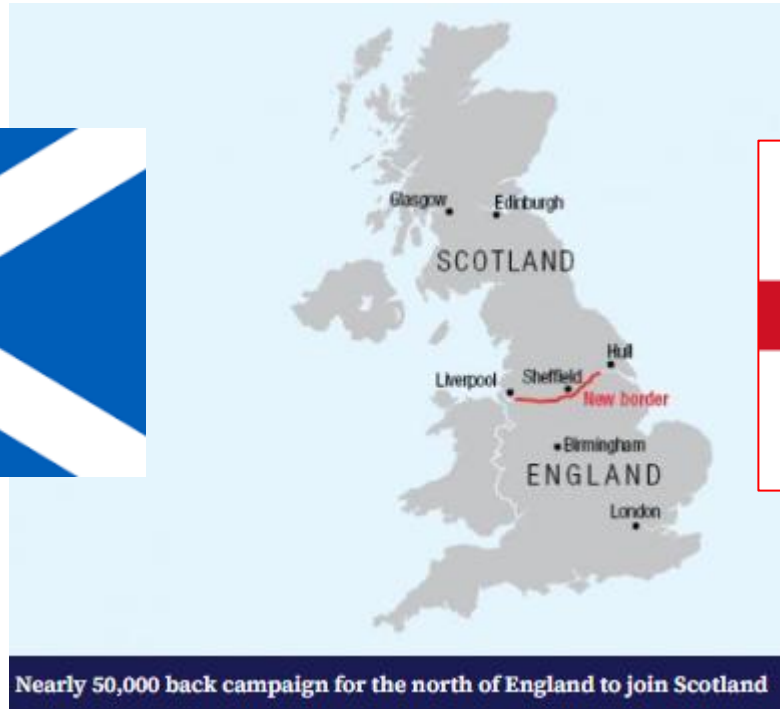 Glasgow
Edinburgh
SCOTLAND
Hull
Liverpool
Sheffield
New border
Birmingham
ENGLAND
London
Nearly 50,000 back campaign for the north of England to join Scotland